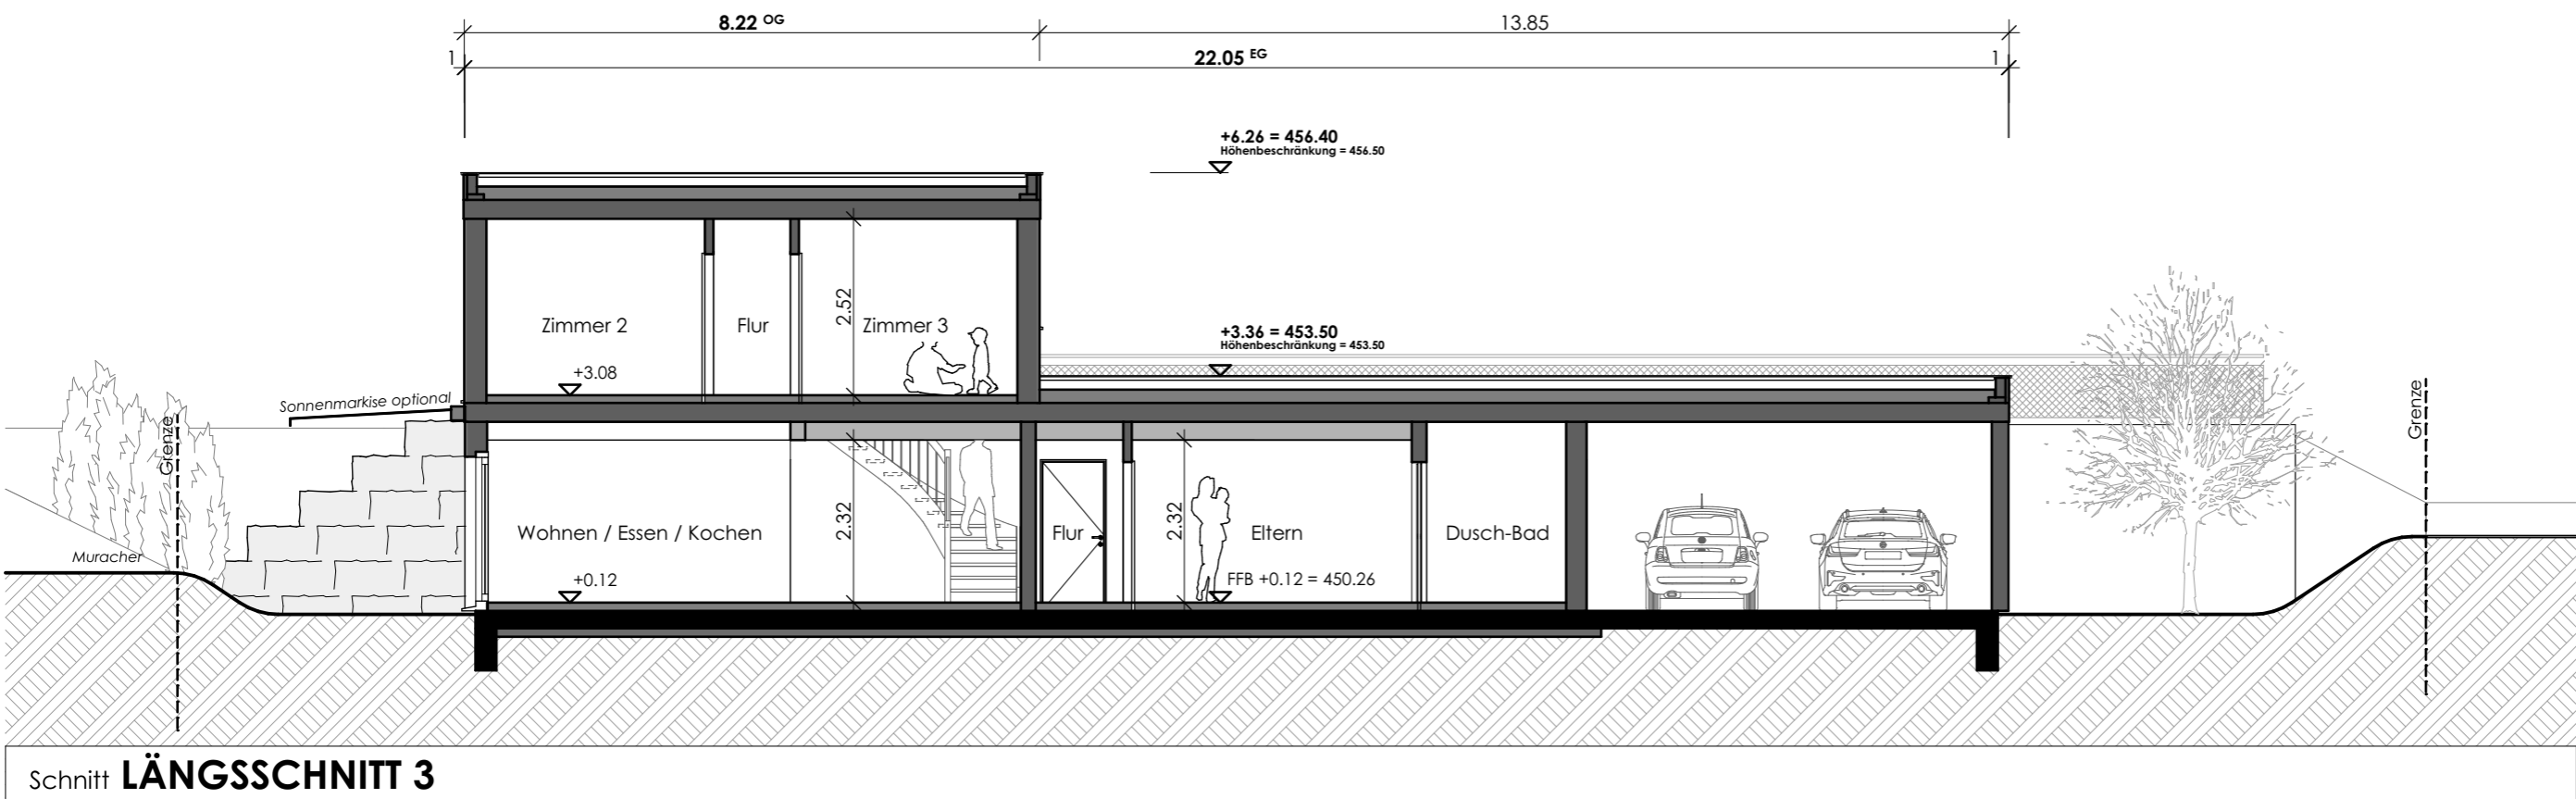 8.22 OG
13.85
1
22.05 EG
1
+6.26 = 456.40
Höhenbeschränkung = 456.50
2.52
Zimmer 2
Flur
Zimmer 3
+3.36 = 453.50
Höhenbeschränkung = 453.50
+3.08
Sonnenmarkise optional
Grenze
Grenze
Muracher
Wohnen / Essen / Kochen
2.32
Flur
2.32
Eltern
Dusch-Bad
+0.12
FFB +0.12 = 450.26
Schnitt LÄNGSSCHNITT 3